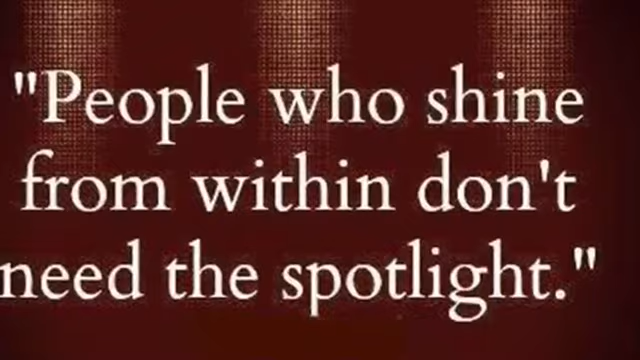 "People who shine
from within don't
need the spotlight."